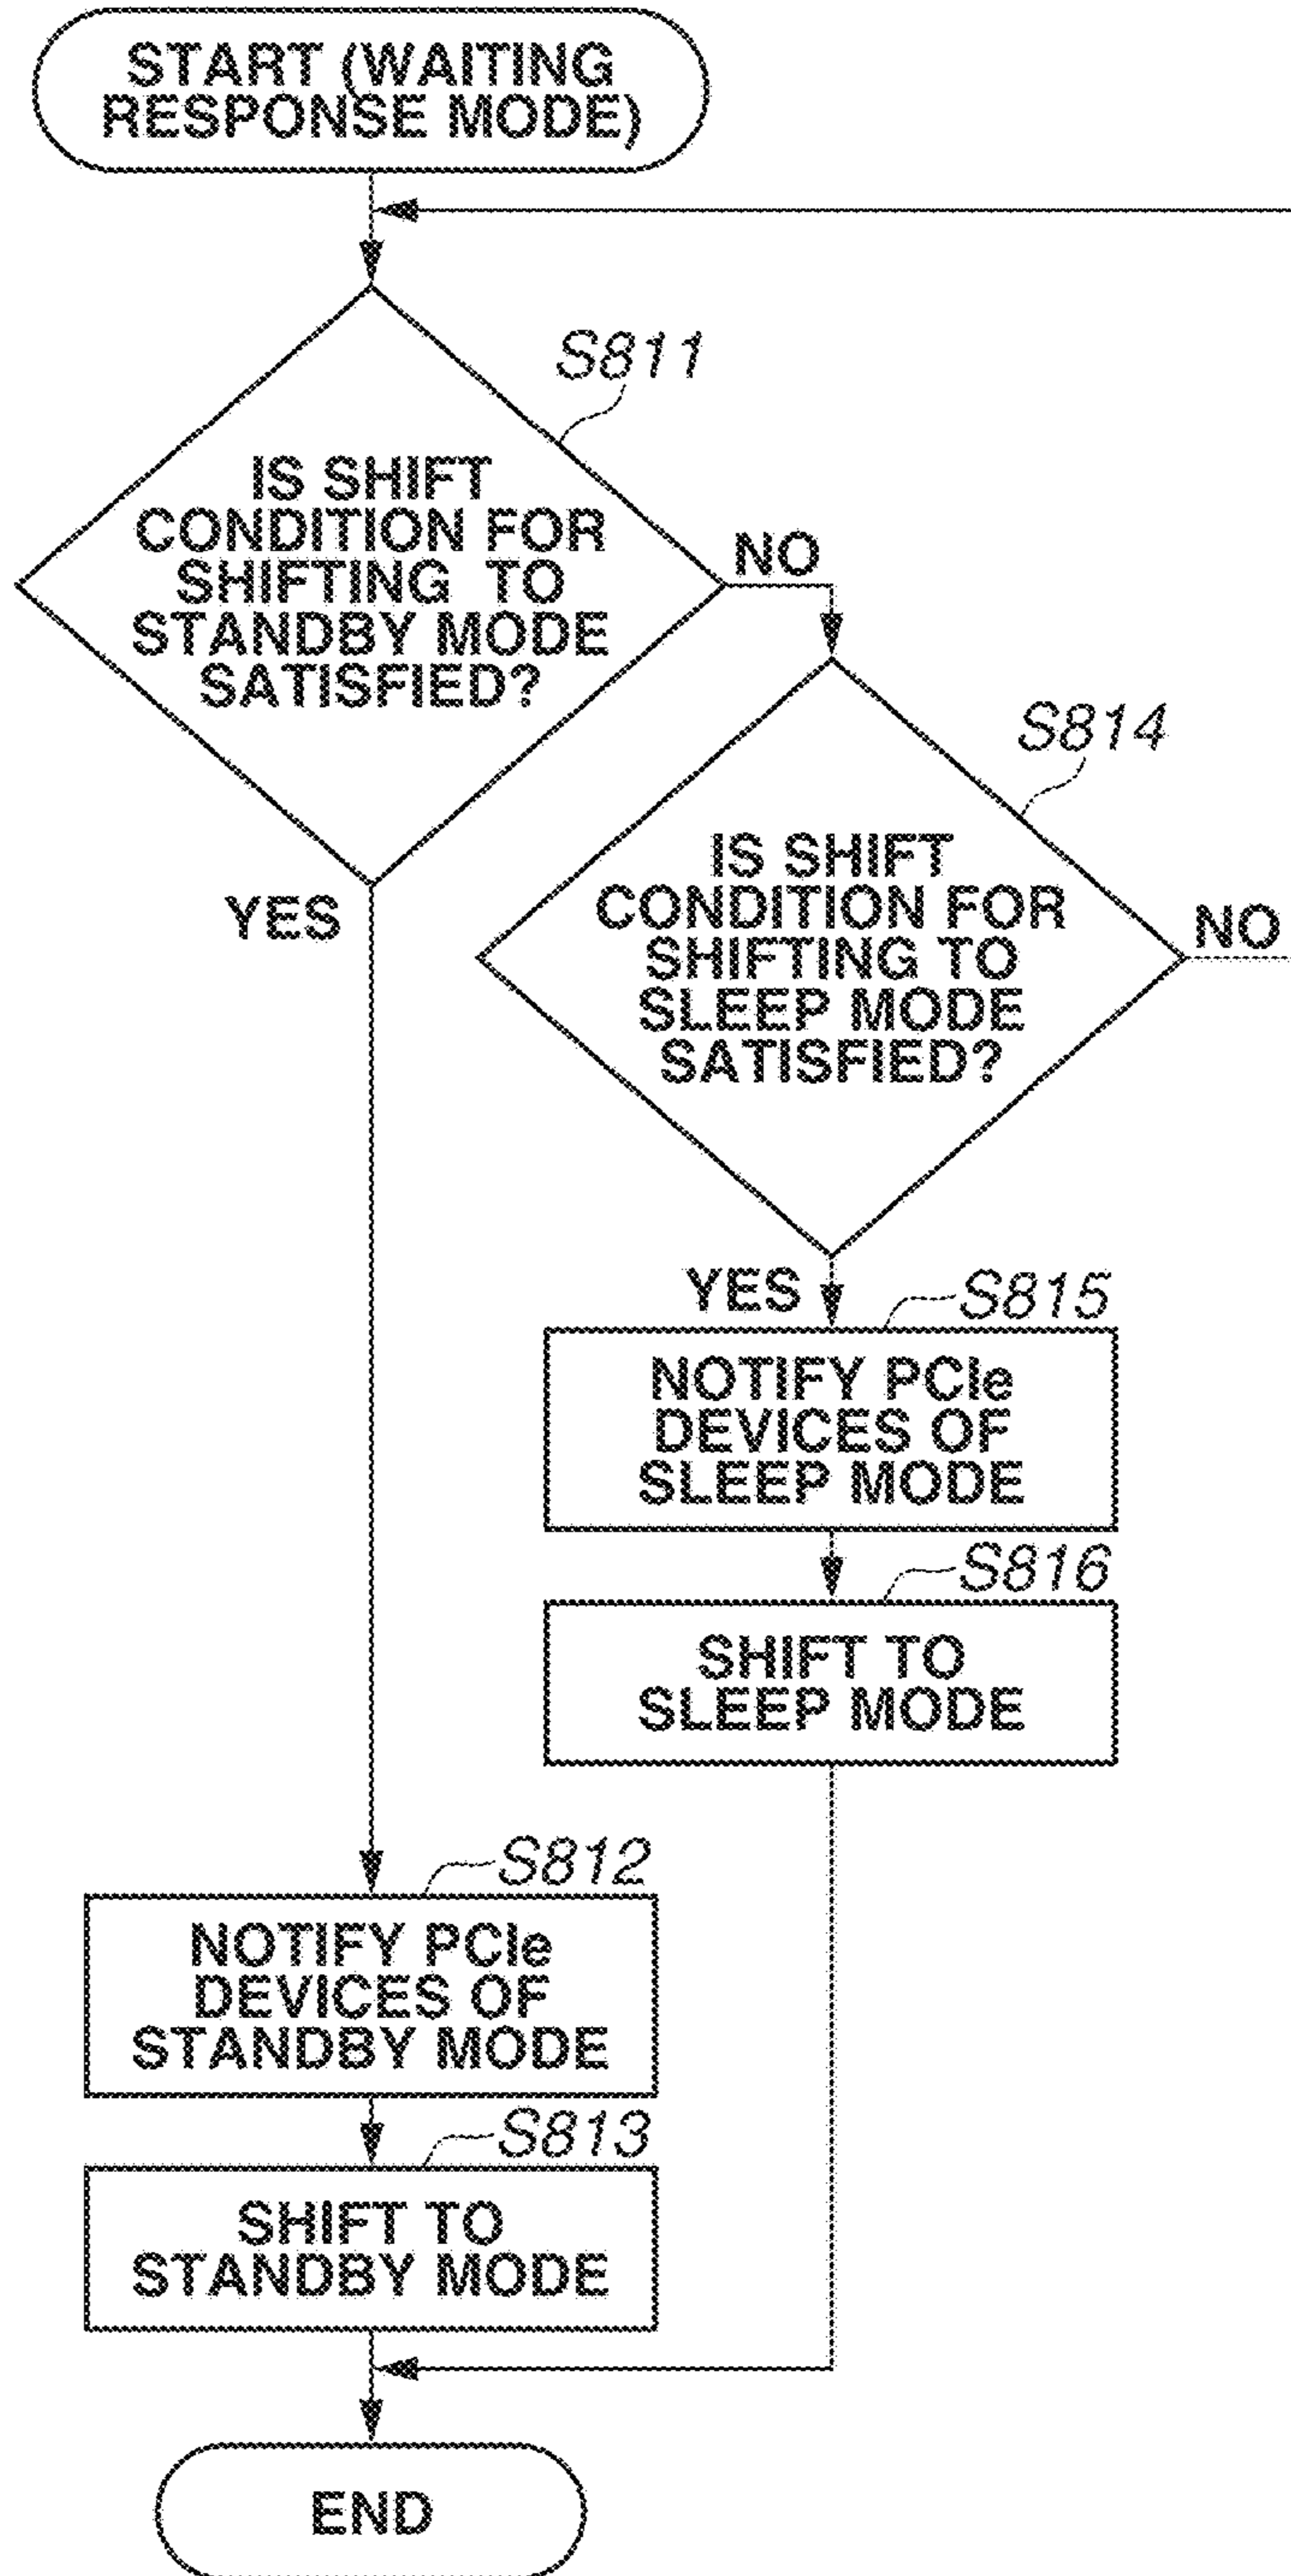 START (WAITING
RESPONSE MODE)
S811
IS SHIFT
CONDITION FOR
SHIFTING TO
STANDBY MODE
SATISFIED?
NO
YES
S814
IS SHIFT
CONDITION FOR
SHIFTING TO
SLEEP MODE
SATISFIED?
NO
YES
S815
NOTIFY PCIe
DEVICES OF
SLEEP MODE
S816
SHIFT TO
SLEEP MODE
S812
NOTIFY PCIe
DEVICES OF
STANDBY MODE
S813
SHIFT TO
STANDBY MODE
END